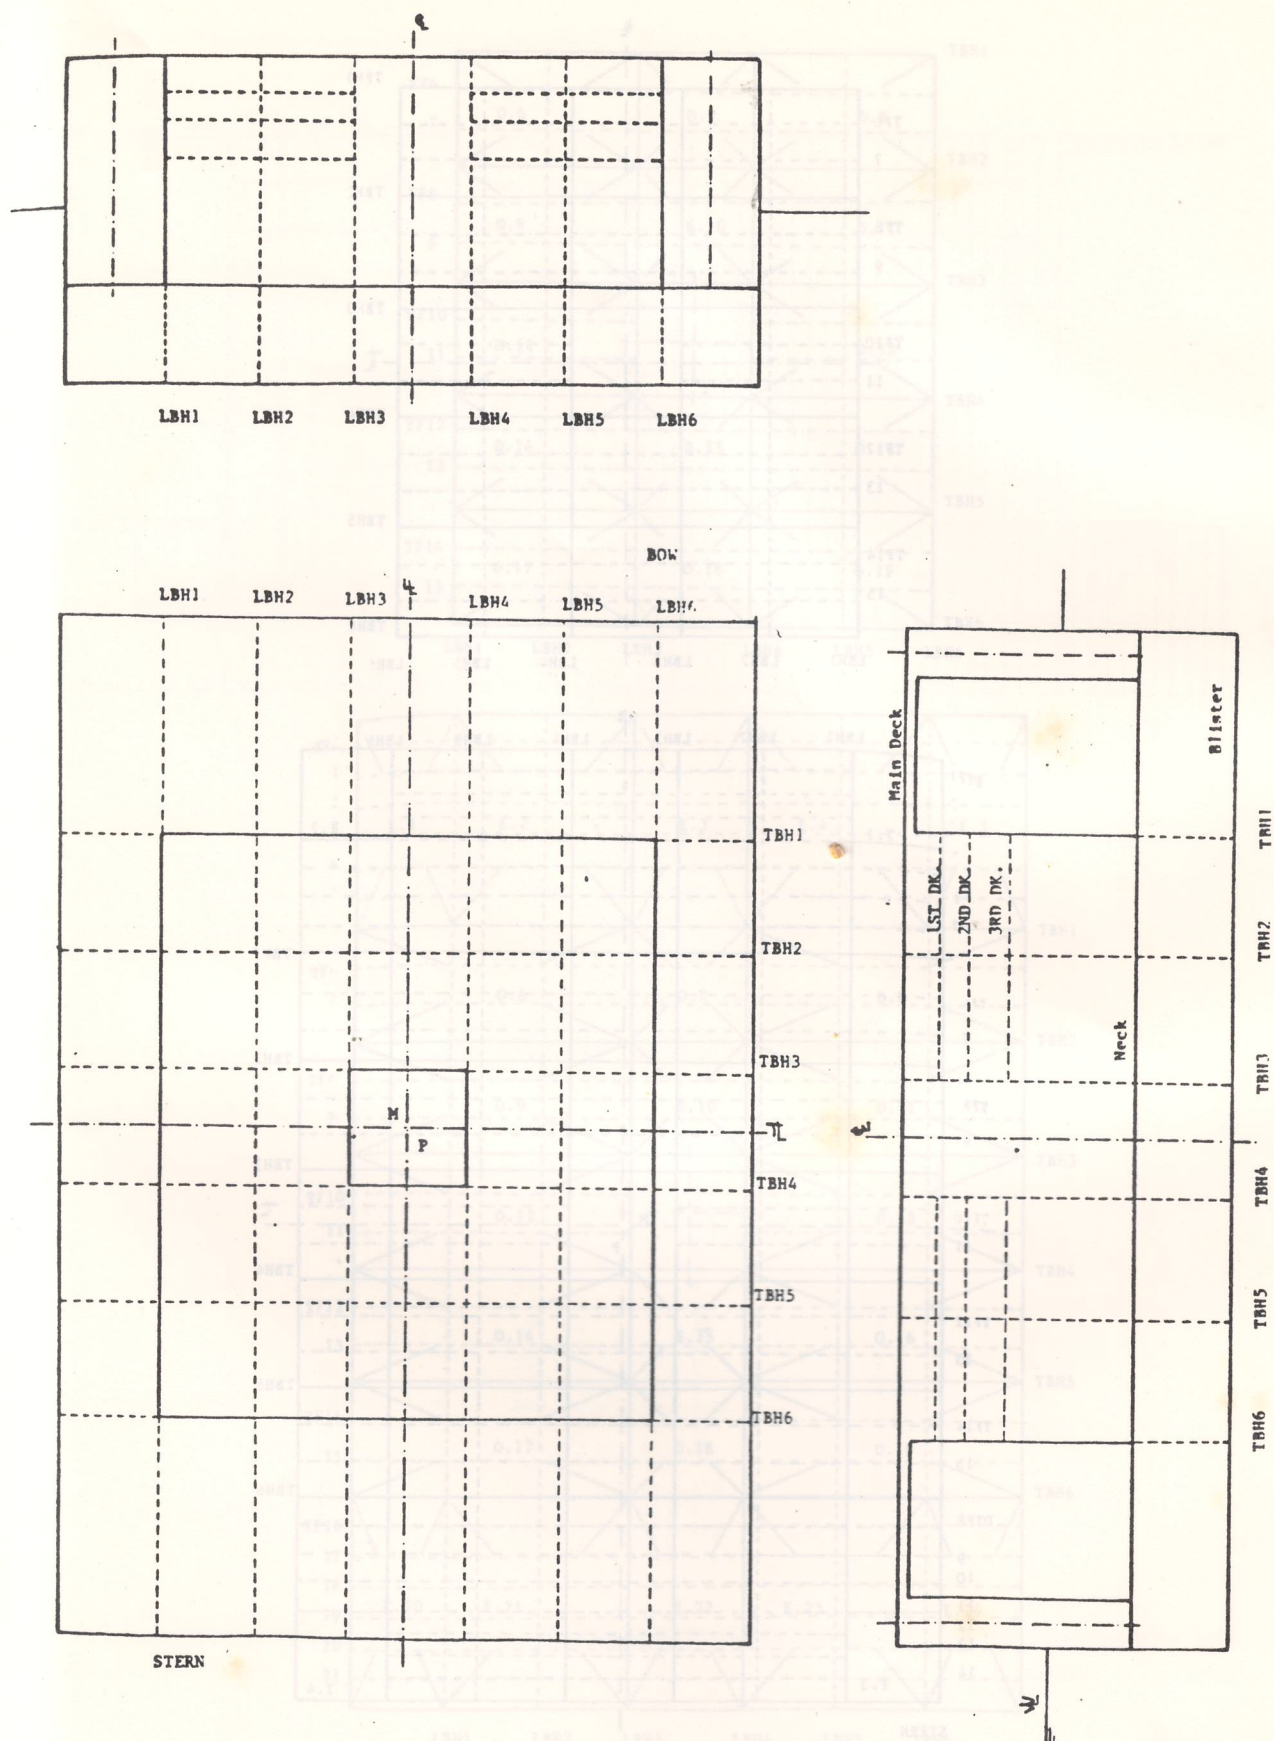 LBH1 LBH2 LBH3 LBH4 LBH5 LBH6
BOW
LBH1 LBH2 LBH3 LBH4 LBH5
TBH1
TBH2
TBH3
M
P
TBH4
TBH5
TBH6
STERN
Main Deck
Blister
1ST DK.
2ND DK.
3RD DK.
Neck
TBH1
TBH2
TBH3
TBH4
TBH5
TBH6